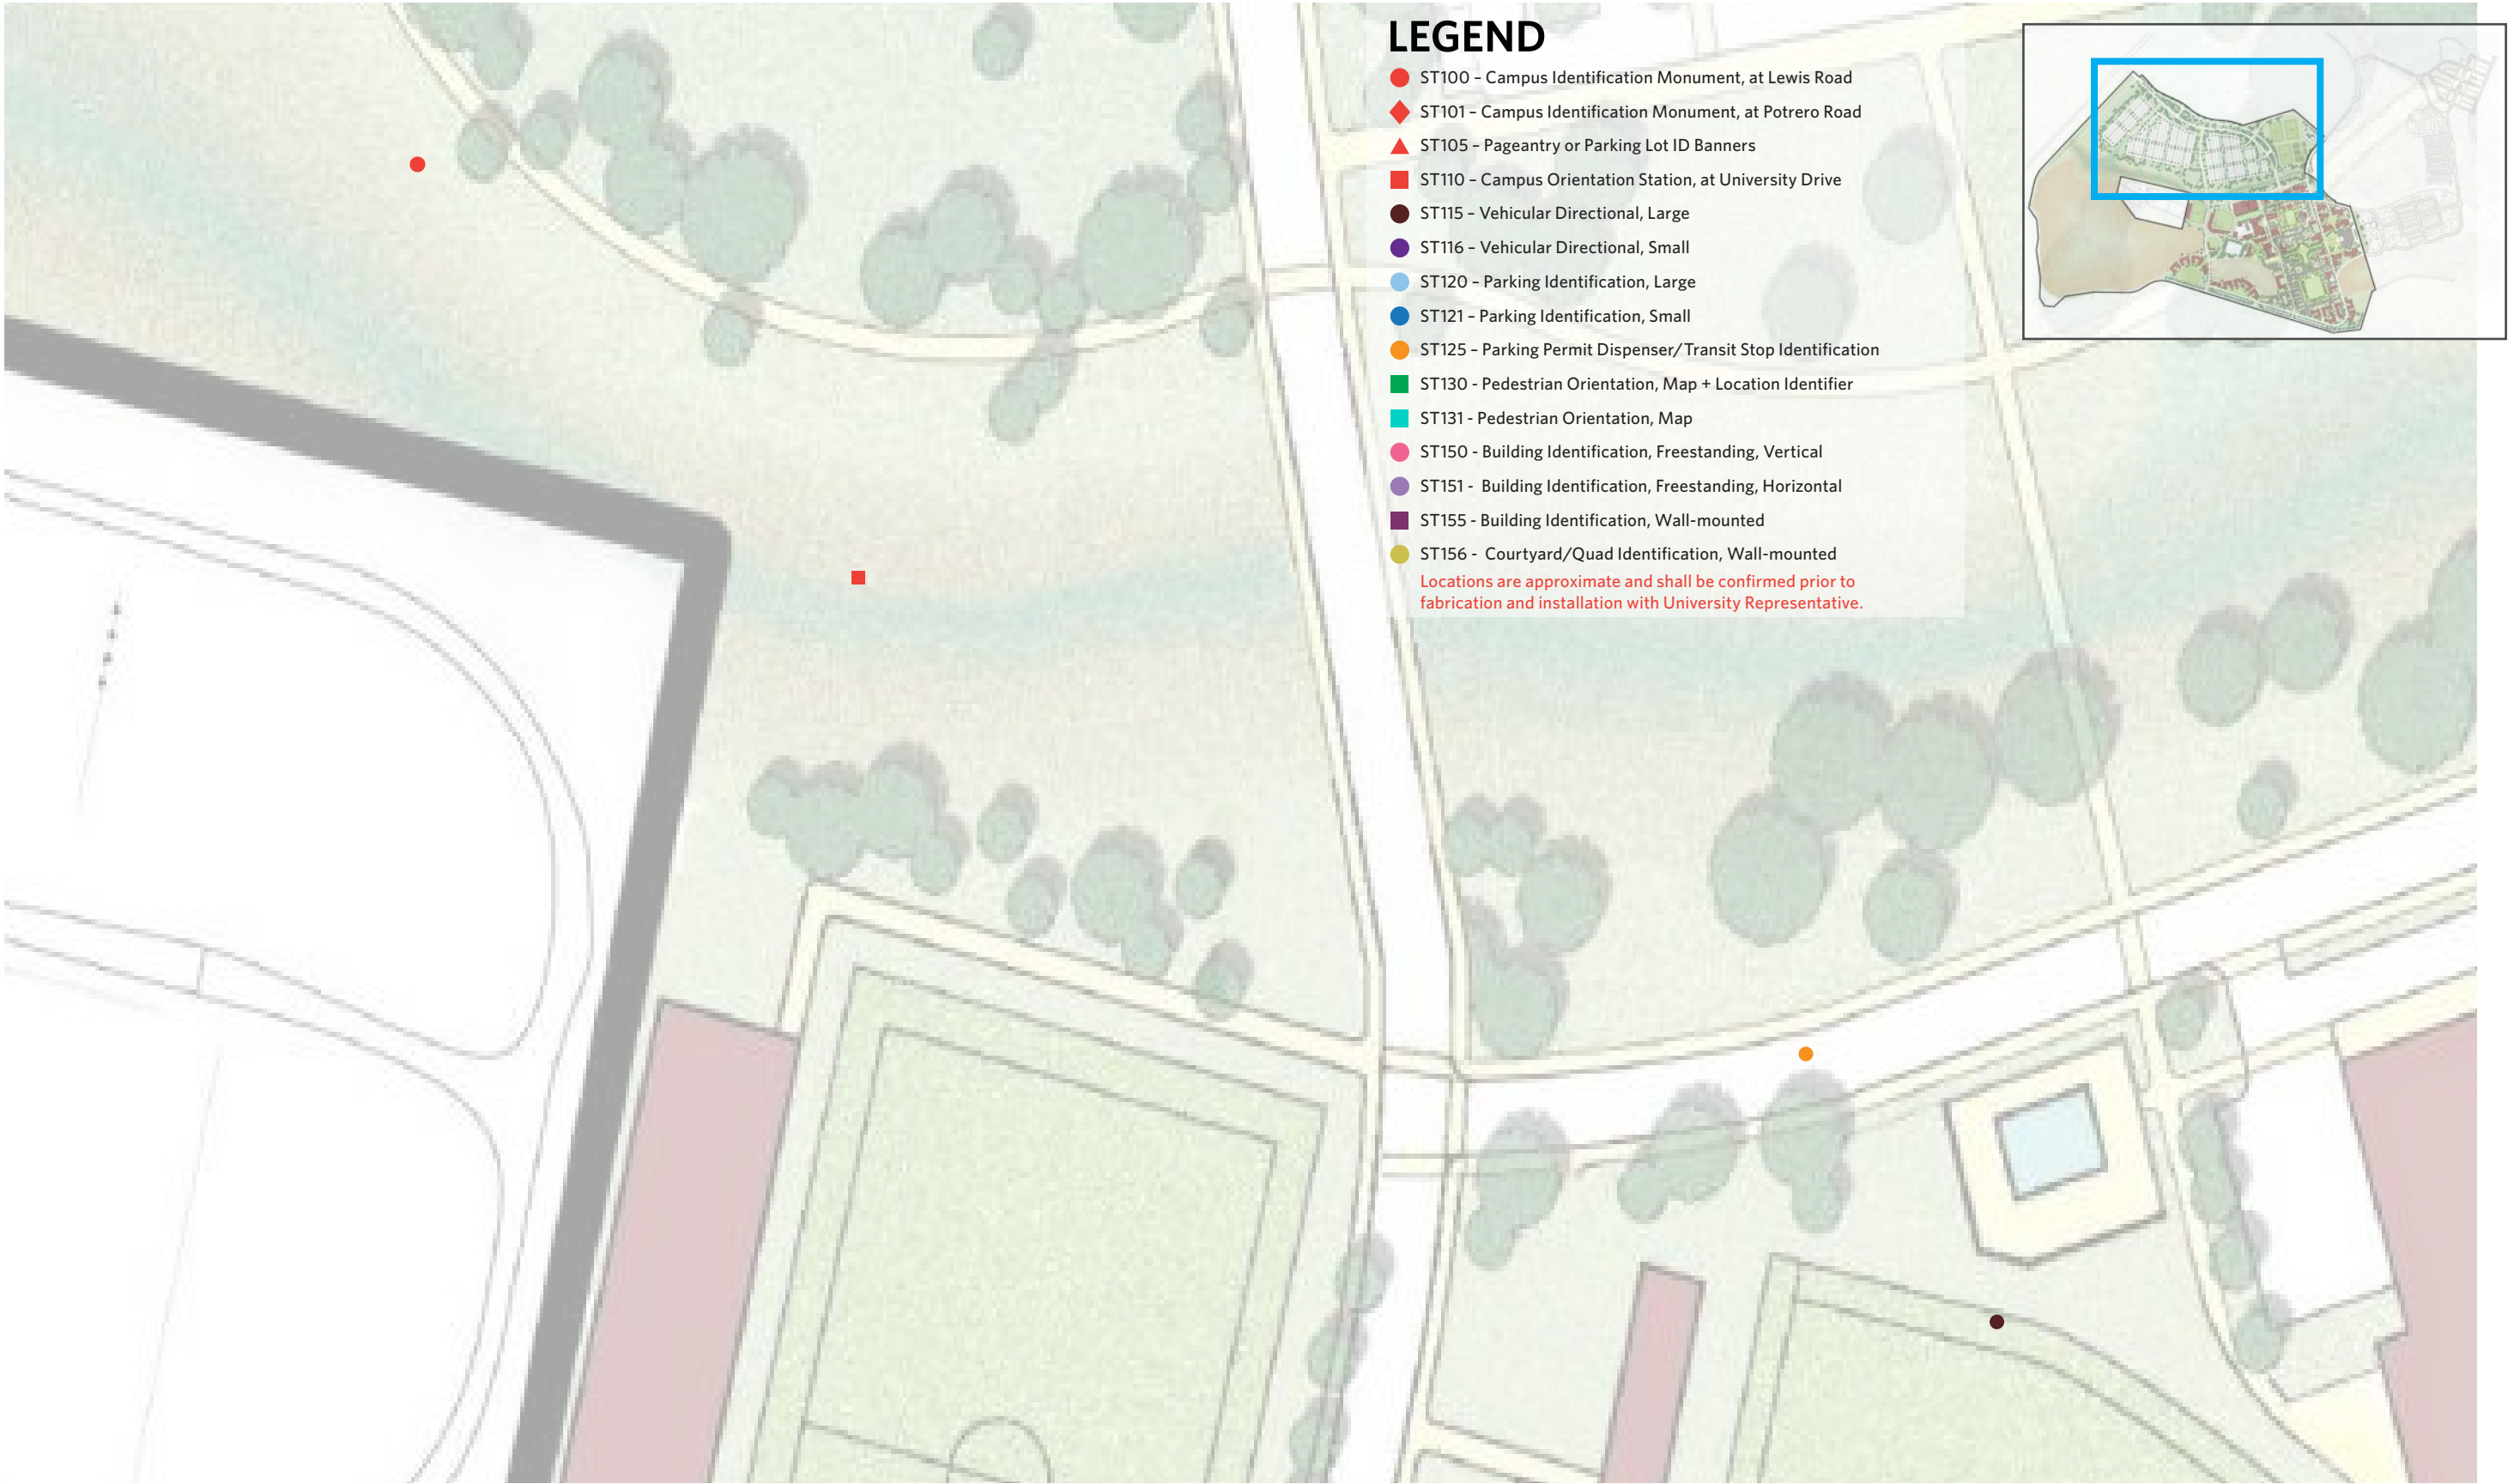 LEGEND
ST100 – Campus Identification Monument, at Lewis Road
ST101 – Campus Identification Monument, at Potrero Road
ST105 – Pageantry or Parking Lot ID Banners
ST110 – Campus Orientation Station, at University Drive
ST115 – Vehicular Directional, Large
ST116 – Vehicular Directional, Small
ST120 – Parking Identification, Large
ST121 – Parking Identification, Small
ST125 – Parking Permit Dispenser/Transit Stop Identification
ST130 - Pedestrian Orientation, Map + Location Identifier
ST131 - Pedestrian Orientation, Map
ST150 - Building Identification, Freestanding, Vertical
ST151 - Building Identification, Freestanding, Horizontal
ST155 - Building Identification, Wall-mounted
ST156 - Courtyard/Quad Identification, Wall-mounted
Locations are approximate and shall be confirmed prior to
fabrication and installation with University Representative.